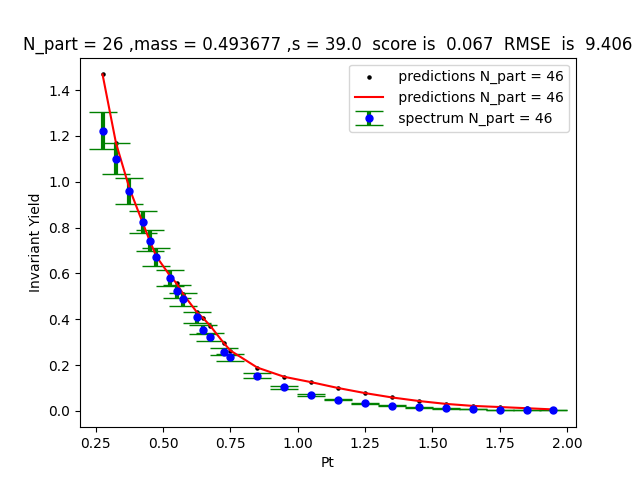 N_part = 26 ,mass = 0.493677 ,s = 39.0 score is 0.067 RMSE is 9.406
predictions N_part = 46
predictions N_part = 46
spectrum N_part = 46
Invariant Yield
1.4
1.2
1.0
0.8
0.6
0.4
0.2
0.0
0.25 0.50 0.75 1.00 1.25 1.50 1.75 2.00
Pt